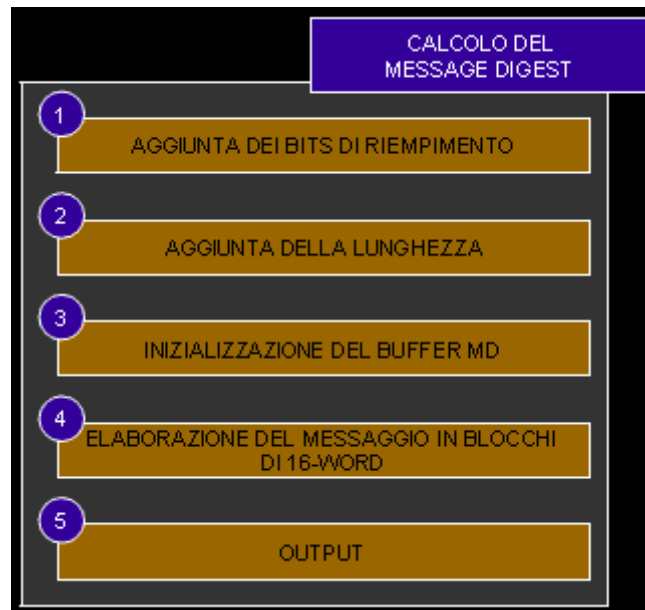 CALCOLO DEL
MESSAGE DIGEST
1
AGGIUNTA DEI BITS DI RIEMPIMENTO
2
AGGIUNTA DELLA LUNGHEZZA
3
INIZIALIZZAZIONE DEL BUFFER MD
4
ELABORAZIONE DEL MESSAGGIO IN BLOCCHI
DI 16-WORD
5
OUTPUT